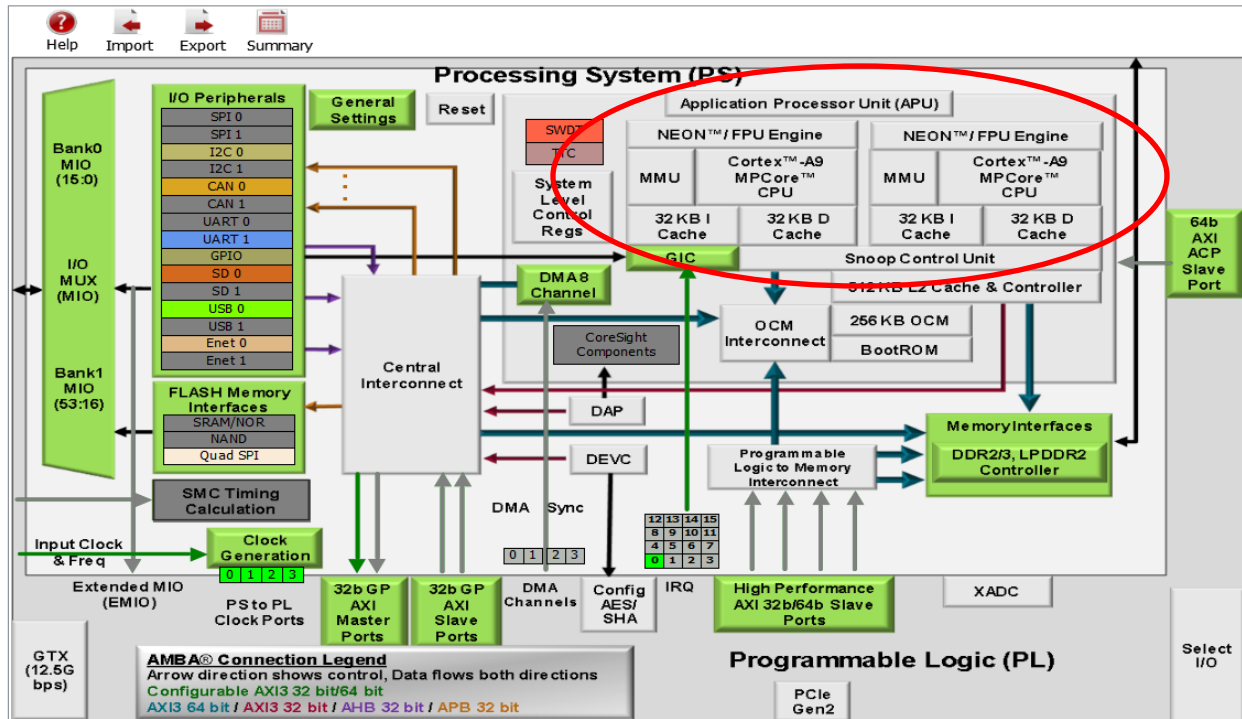 Help
Import
Export
Summary
Processing System (PS)
I/O Peripherals
SPI 0
SPI 1
I2C 0
I2C 1
CAN 0
CAN 1
UART 0
UART 1
GPIO
SD 0
SD 1
USB 0
USB 1
Enet 0
Enet 1
General
Settings
Reset
Bank0
MIO
(15:0)
I/O
MUX
(MIO)
Bank1
MIO
(53:16)
FLASH Memory
Interfaces
SRAM/NOR
NAND
Quad SPI
SMC Timing
Calculation
Input Clock
& Freq
Clock
Generation
0 1 2 3
Extended MIO
(EMIO)
PS to PL
Clock Ports
Central
Interconnect
SWDT
TTC
System
Level
Control
Regs
Application Processor Unit (APU)
NEON™/ FPU Engine
MMU
Cortex™-A9
MPCore™
CPU
32 KB I
Cache
32 KB D
Cache
NEON™/ FPU Engine
MMU
Cortex™-A9
MPCore™
CPU
32 KB I
Cache
32 KB D
Cache
GIC
Snoop Control Unit
512 KB L2 Cache & Controller
DMA8
Channel
CoreSight
Components
OCM
Interconnect
256 KB OCM
BootROM
DAP
DEVC
Programmable
Logic to Memory
Interconnect
Memory Interfaces
DDR2/3, LPDDR2
Controller
64b
AXI
ACP
Slave
Port
DMA Sync
0 1 2 3
12 13 14 15
8 9 10 11
4 5 6 7
0 1 2 3
32b GP
AXI
Master
Ports
32b GP
AXI
Slave
Ports
DMA
Channels
Config
AES/
SHA
IRQ
High Performance
AXI 32b/64b Slave
Ports
XADC
GTX
(12.5G
bps)
AMBA® Connection Legend
Arrow direction shows control, Data flows both directions
Configurable AXI3 32 bit/64 bit
AXI3 64 bit / AXI3 32 bit / AHB 32 bit / APB 32 bit
Programmable Logic (PL)
PCIe
Gen2
Select
I/O